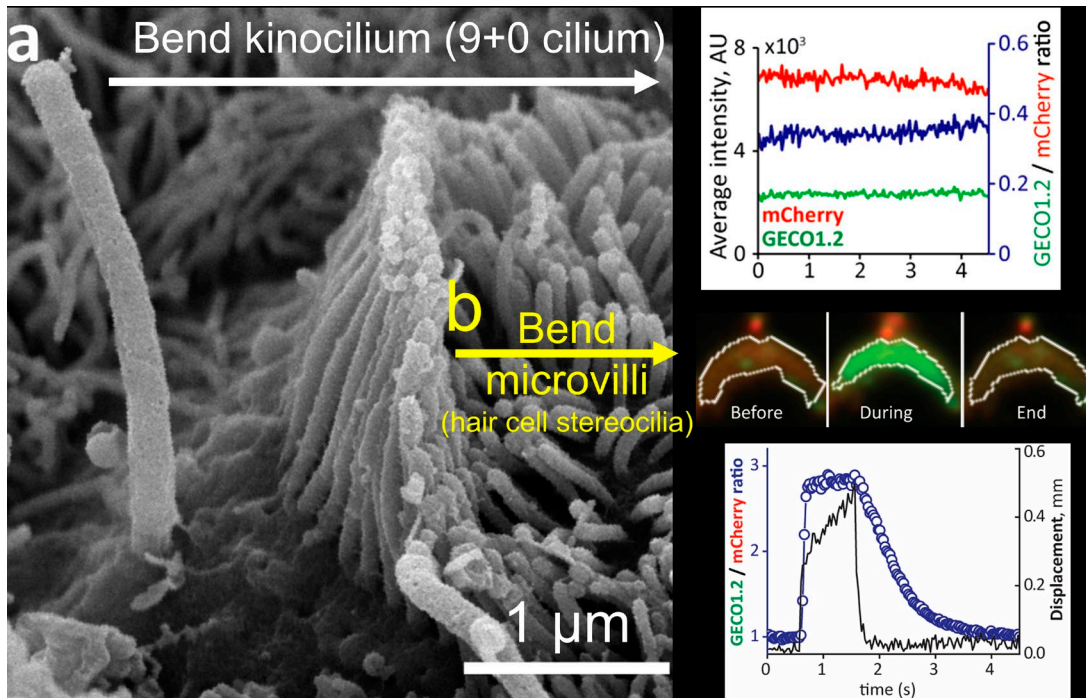 a
Bend kinocilium (9+0 cilium)
b
Bend
microvilli
(hair cell stereocilia)
1 µm
x10³
8
4
0
Average intensity, AU
mCherry
GECO1.2
0 1 2 3 4
0.6
0.4
0.2
0
GECO1.2 / mCherry ratio
Before During End
3
2
1
GECO1.2 / mCherry ratio
0 1 2 3 4
time (s)
0.6
0.4
0.2
0.0
Displacement, mm